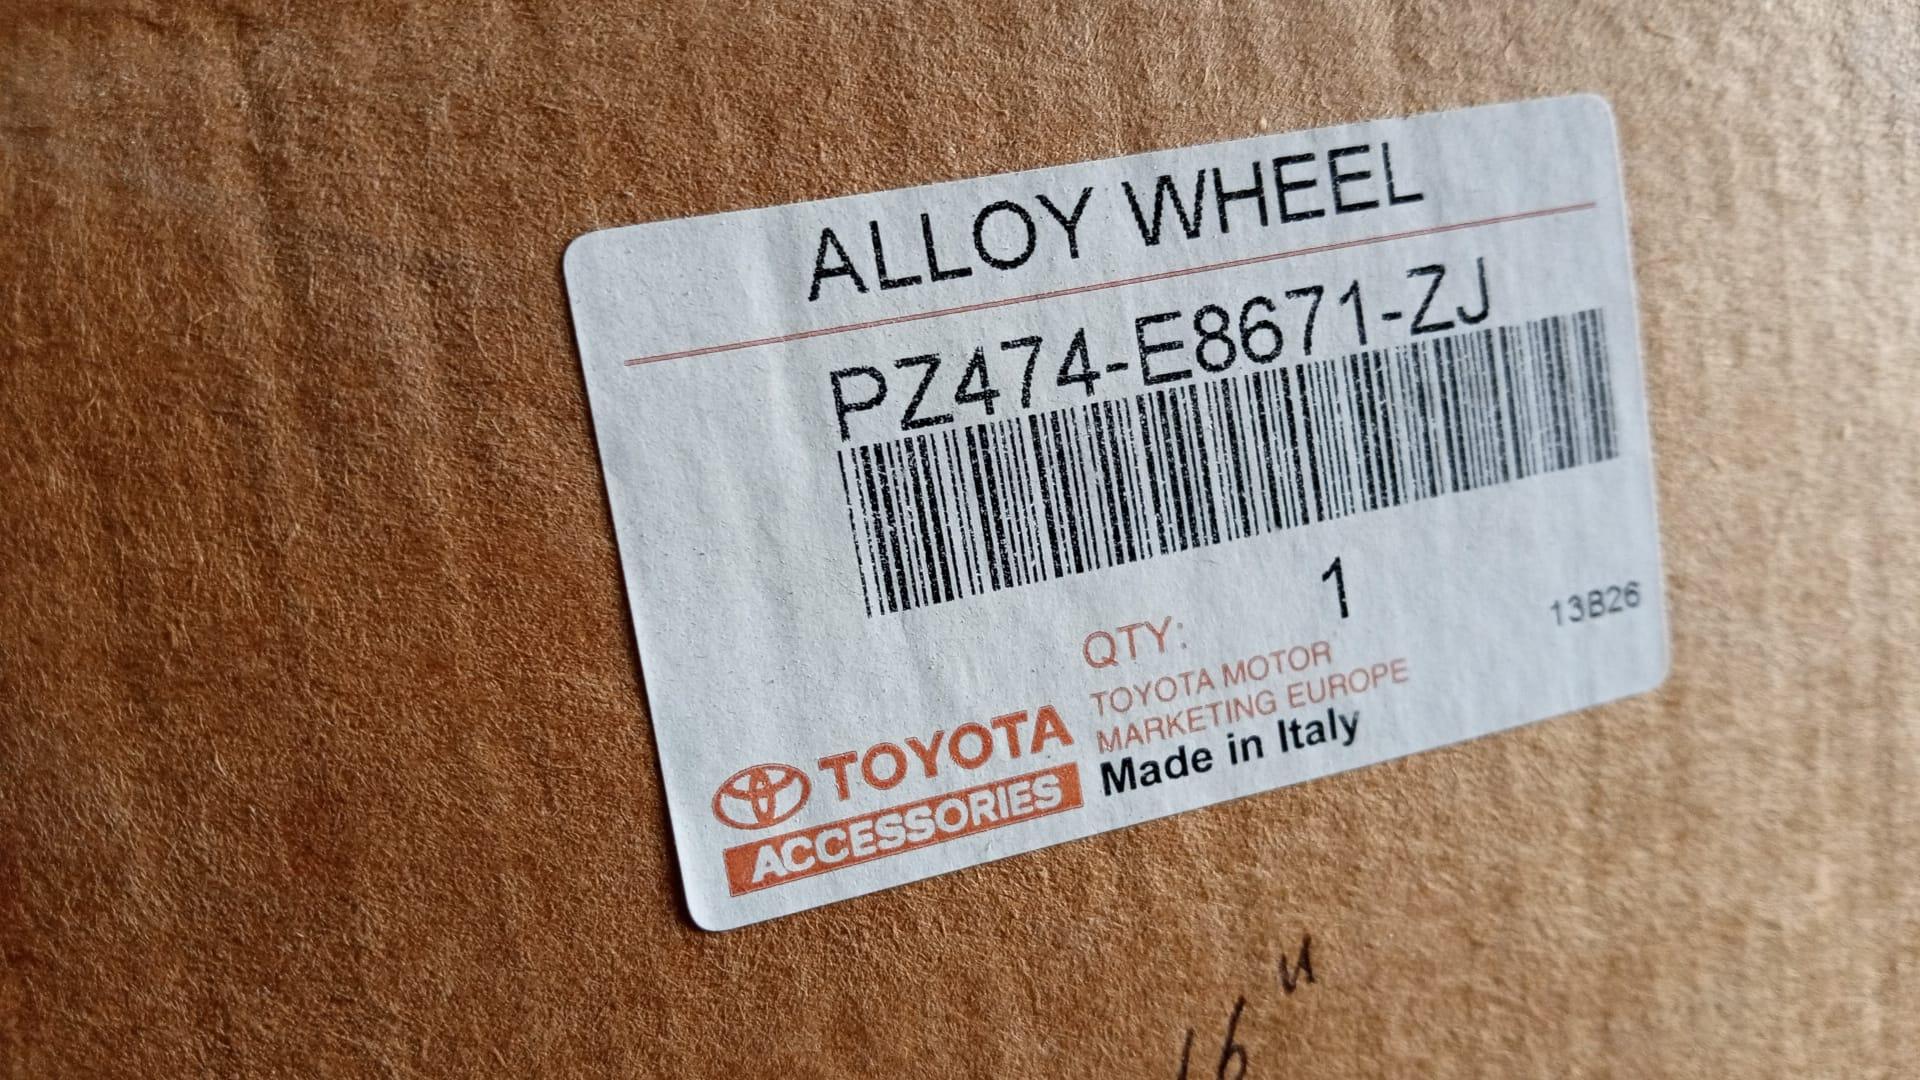 ALLOY WHEEL
PZ474-E8671-ZJ
QTY: 1
13B26
TOYOTA MOTOR
MARKETING EUROPE
Made in Italy
TOYOTA
ACCESSORIES
16"